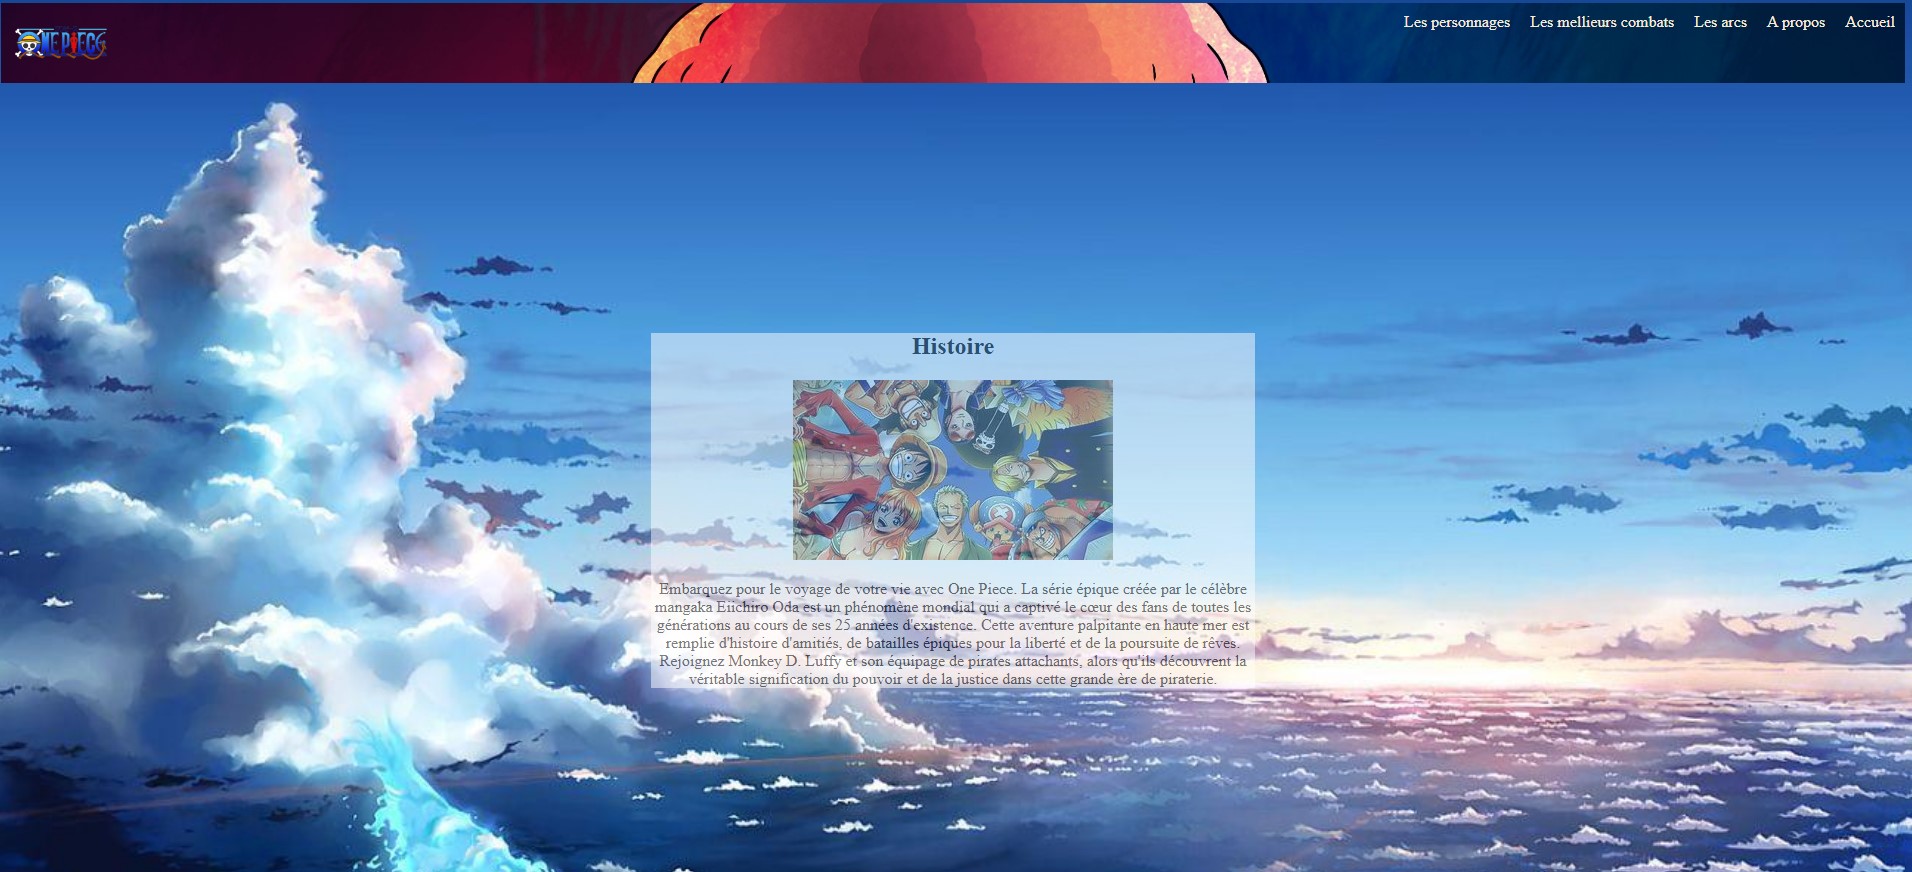 ONE PIECE
Les personnages
Les mellieurs combats
Les arcs
A propos
Accueil
Histoire
Embarquez pour le voyage de votre vie avec One Piece. La série épique créée par le célèbre
mangaka Eiichiro Oda est un phénomène mondial qui a captivé le cœur des fans de toutes les
générations au cours de ses 25 années d'existence. Cette aventure palpitante en haute mer est
remplie d'histoire d'amitiés, de batailles épiques pour la liberté et de la poursuite de rêves.
Rejoignez Monkey D. Luffy et son équipage de pirates attachants, alors qu'ils découvrent la
véritable signification du pouvoir et de la justice dans cette grande ère de piraterie.